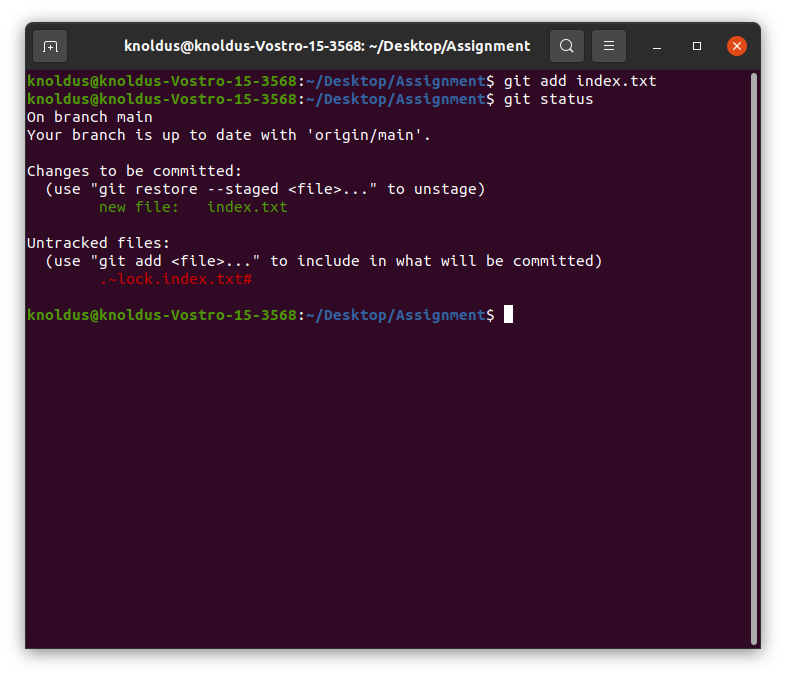 knoldus@knoldus-Vostro-15-3568: ~/Desktop/Assignment
knoldus@knoldus-Vostro-15-3568:~/Desktop/Assignment$ git add index.txt
knoldus@knoldus-Vostro-15-3568:~/Desktop/Assignment$ git status
On branch main
Your branch is up to date with 'origin/main'.

Changes to be committed:
  (use "git restore --staged <file>..." to unstage)
        new file:   index.txt

Untracked files:
  (use "git add <file>..." to include in what will be committed)
        .~lock.index.txt#

knoldus@knoldus-Vostro-15-3568:~/Desktop/Assignment$